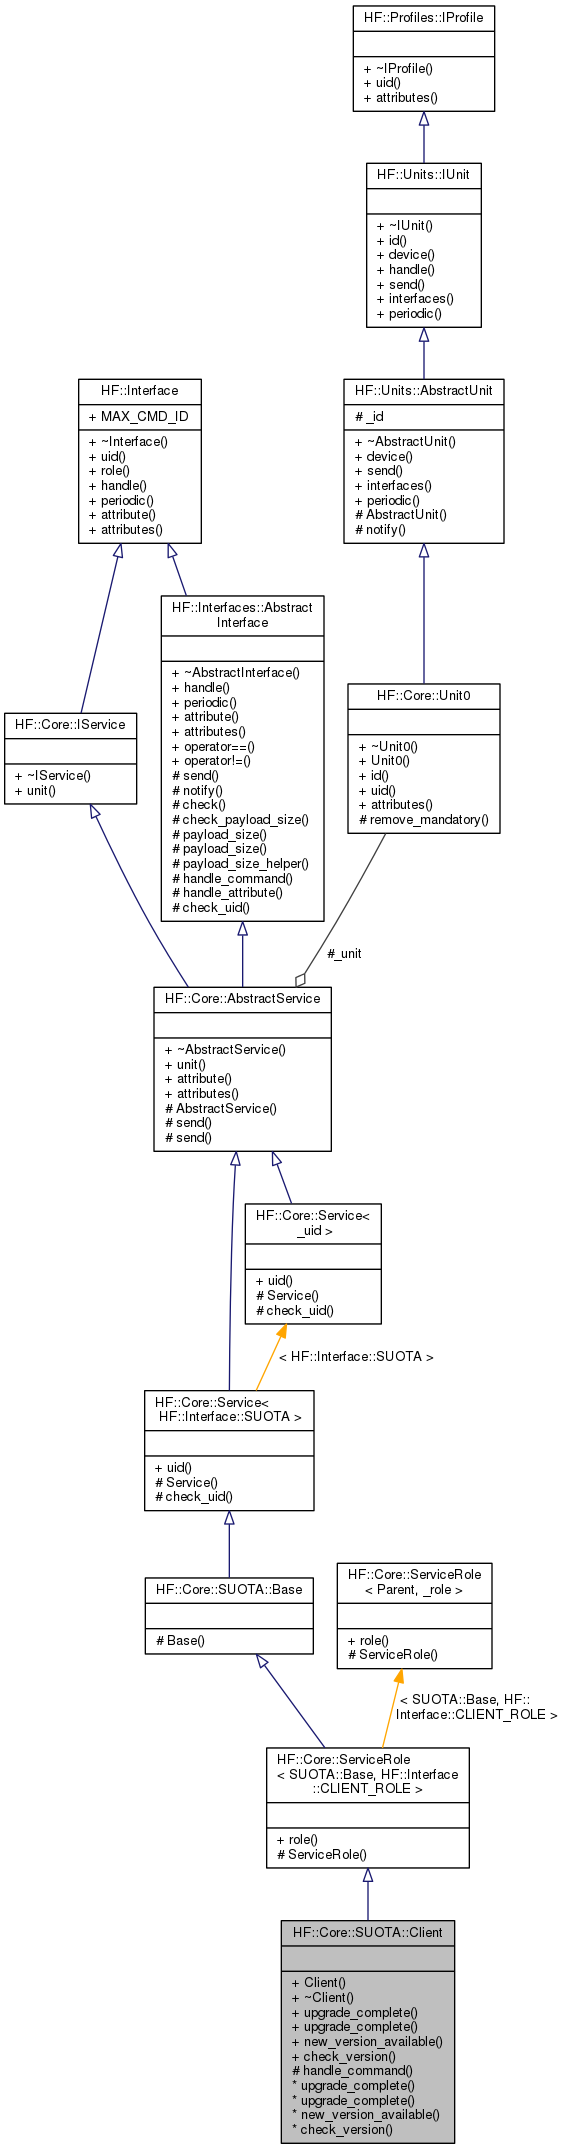 HF::Profiles::IProfile
+ ~IProfile()
+ uid()
+ attributes()
HF::Units::IUnit
+ ~IUnit()
+ id()
+ device()
+ handle()
+ send()
+ interfaces()
+ periodic()
HF::Interface
+ MAX_CMD_ID
+ ~Interface()
+ uid()
+ role()
+ handle()
+ periodic()
+ attribute()
+ attributes()
HF::Units::AbstractUnit
# _id
+ ~AbstractUnit()
+ device()
+ send()
+ interfaces()
+ periodic()
# AbstractUnit()
# notify()
HF::Interfaces::Abstract
Interface
+ ~AbstractInterface()
+ handle()
+ periodic()
+ attribute()
+ attributes()
+ operator==()
+ operator!=()
# send()
# notify()
# check()
# check_payload_size()
# payload_size()
# payload_size()
# payload_size_helper()
# handle_command()
# handle_attribute()
# check_uid()
HF::Core::IService
+ ~IService()
+ unit()
HF::Core::Unit0
+ ~Unit0()
+ Unit0()
+ id()
+ uid()
+ attributes()
# remove_mandatory()
#_unit
HF::Core::AbstractService
+ ~AbstractService()
+ unit()
+ attribute()
+ attributes()
# AbstractService()
# send()
# send()
HF::Core::Service<
_uid >
+ uid()
# Service()
# check_uid()
< HF::Interface::SUOTA >
HF::Core::Service<
HF::Interface::SUOTA >
+ uid()
# Service()
# check_uid()
HF::Core::SUOTA::Base
# Base()
HF::Core::ServiceRole
< Parent, _role >
+ role()
# ServiceRole()
< SUOTA::Base, HF::
Interface::CLIENT_ROLE >
HF::Core::ServiceRole
< SUOTA::Base, HF::Interface
::CLIENT_ROLE >
+ role()
# ServiceRole()
HF::Core::SUOTA::Client
+ Client()
+ ~Client()
+ upgrade_complete()
+ upgrade_complete()
+ new_version_available()
+ check_version()
# handle_command()
* upgrade_complete()
* upgrade_complete()
* new_version_available()
* check_version()